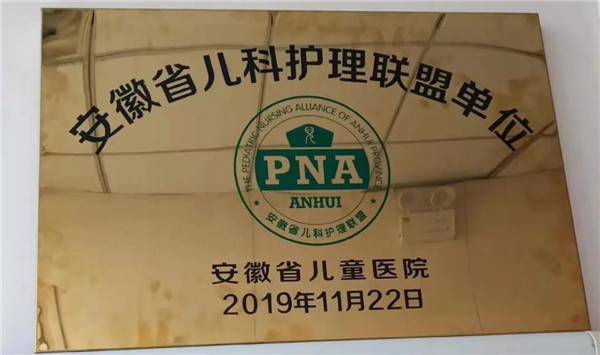 安徽省儿科护理联盟单位
THE PEDIATRIC NURSING ALLIANCE OF ANHUI PROVINCE
儿
PNA
ANHUI
安徽省儿科护理联盟
安徽省儿童医院
2019年11月22日